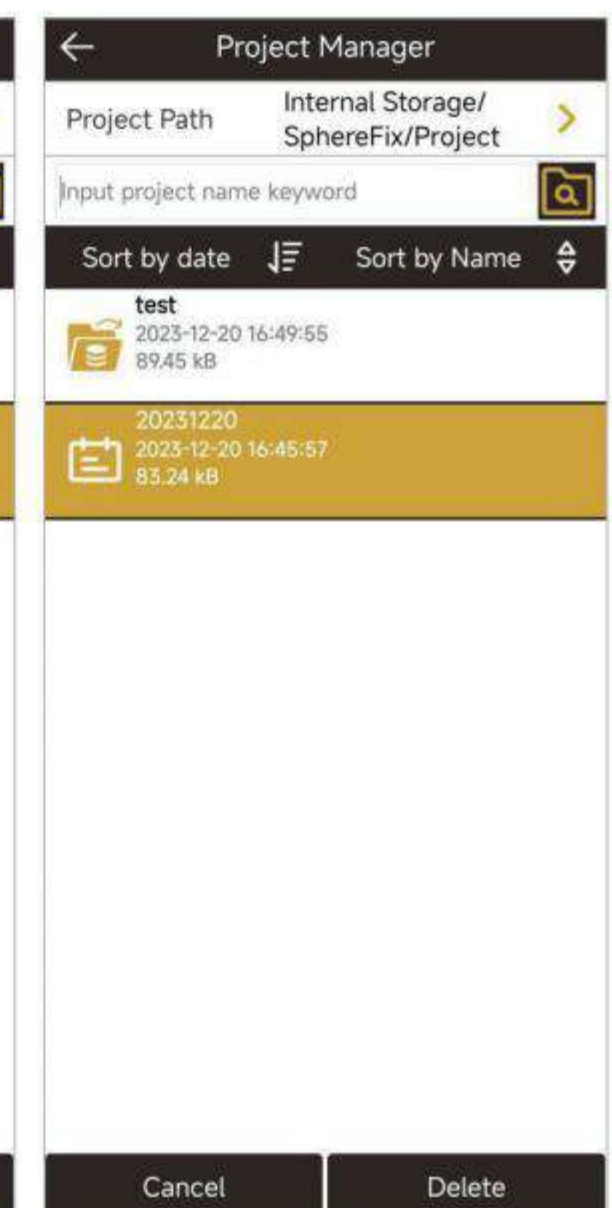 Project Manager
Project Path
Internal Storage/
SphereFix/Project
Input project name keyword
Sort by date
Sort by Name
test
2023-12-20 16:49:55
89.45 kB
20231220
2023-12-20 16:45:57
83.24 kB
Cancel
Delete